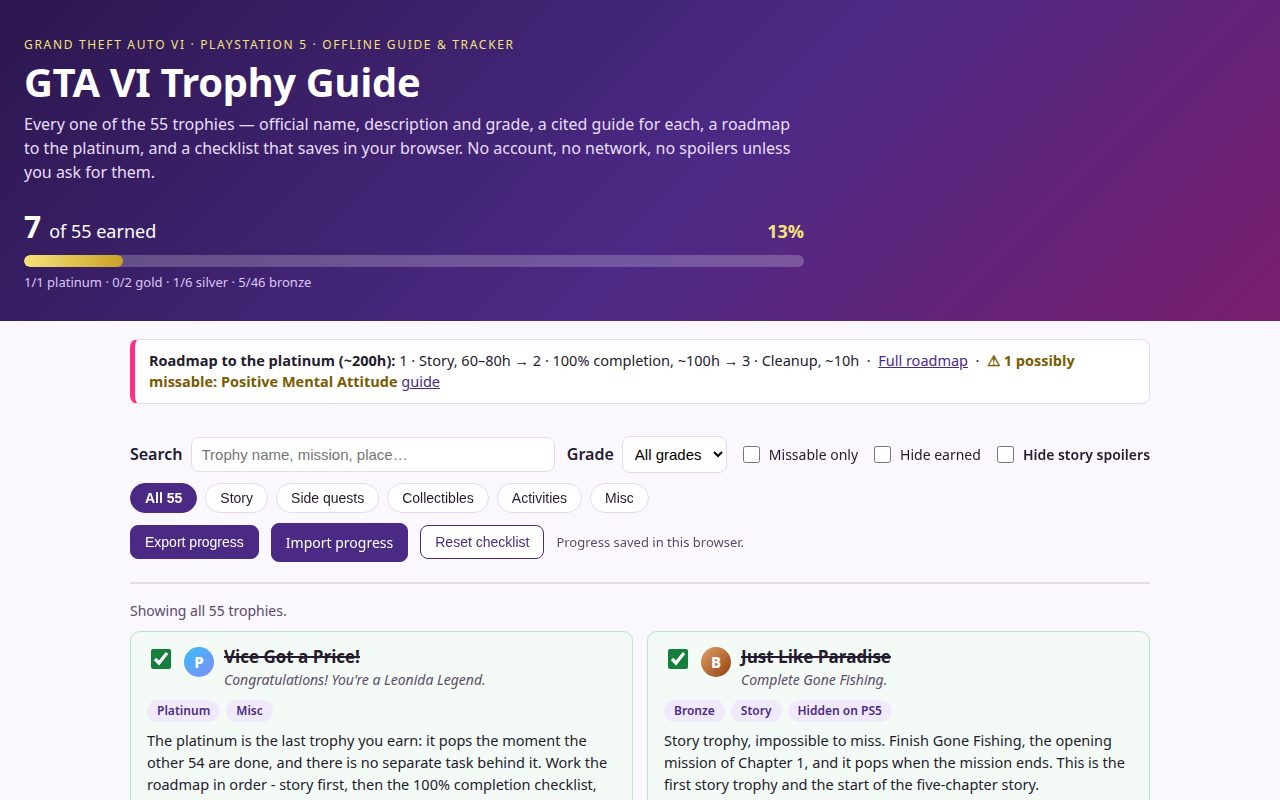 GRAND THEFT AUTO VI · PLAYSTATION 5 · OFFLINE GUIDE & TRACKER
GTA VI Trophy Guide
Every one of the 55 trophies — official name, description and grade, a cited guide for each, a roadmap
to the platinum, and a checklist that saves in your browser. No account, no network, no spoilers unless
you ask for them.
7 of 55 earned
13%
1/1 platinum · 0/2 gold · 1/6 silver · 5/46 bronze
Roadmap to the platinum (~200h): 1 · Story, 60–80h → 2 · 100% completion, ~100h → 3 · Cleanup, ~10h · Full roadmap · ⚠ 1 possibly
missable: Positive Mental Attitude guide
Search
Trophy name, mission, place…
Grade
All grades
Missable only
Hide earned
Hide story spoilers
All 55
Story
Side quests
Collectibles
Activities
Misc
Export progress
Import progress
Reset checklist
Progress saved in this browser.
Showing all 55 trophies.
P
Vice Got a Price!
Congratulations! You're a Leonida Legend.
Platinum
Misc
The platinum is the last trophy you earn: it pops the moment the
other 54 are done, and there is no separate task behind it. Work the
roadmap in order - story first, then the 100% completion checklist,
B
Just Like Paradise
Complete Gone Fishing.
Bronze
Story
Hidden on PS5
Story trophy, impossible to miss. Finish Gone Fishing, the opening
mission of Chapter 1, and it pops when the mission ends. This is the
first story trophy and the start of the five-chapter story.